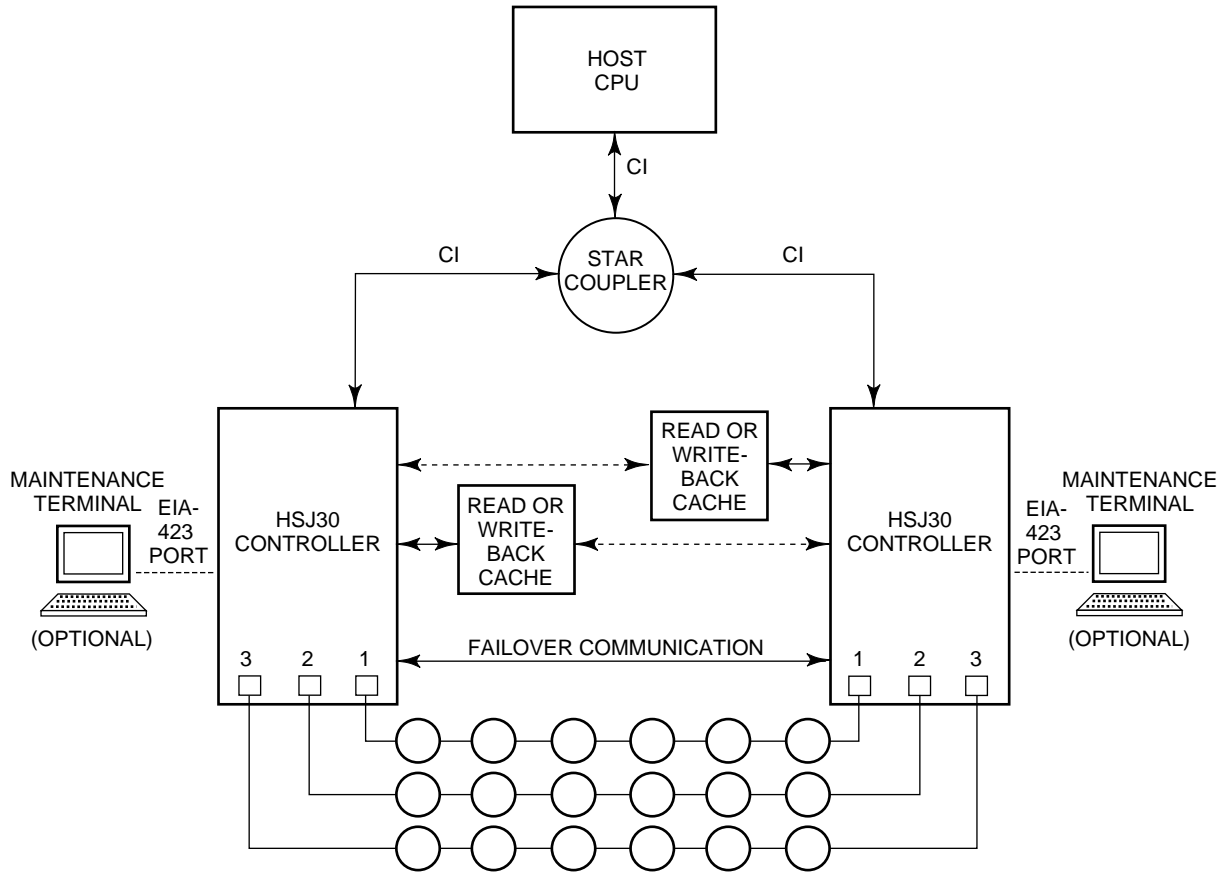 HOST
CPU
CI
CI
STAR
COUPLER
CI
MAINTENANCE
TERMINAL
EIA-
423
PORT
(OPTIONAL)
HSJ30
CONTROLLER
READ OR
WRITE-
BACK
CACHE
READ OR
WRITE-
BACK
CACHE
HSJ30
CONTROLLER
EIA-
423
PORT
MAINTENANCE
TERMINAL
(OPTIONAL)
FAILOVER COMMUNICATION
3 2 1
1 2 3